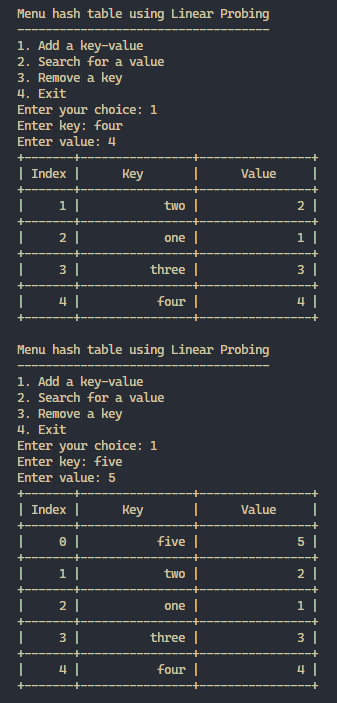 Menu hash table using Linear Probing
------------------------------------
1. Add a key-value
2. Search for a value
3. Remove a key
4. Exit
Enter your choice: 1
Enter key: four
Enter value: 4
+-------+----------------+----------------+
| Index |      Key       |     Value      |
+-------+----------------+----------------+
|     1 |            two |              2 |
+-------+----------------+----------------+
|     2 |            one |              1 |
+-------+----------------+----------------+
|     3 |          three |              3 |
+-------+----------------+----------------+
|     4 |           four |              4 |
+-------+----------------+----------------+
Menu hash table using Linear Probing
------------------------------------
1. Add a key-value
2. Search for a value
3. Remove a key
4. Exit
Enter your choice: 1
Enter key: five
Enter value: 5
+-------+----------------+----------------+
| Index |      Key       |     Value      |
+-------+----------------+----------------+
|     0 |           five |              5 |
+-------+----------------+----------------+
|     1 |            two |              2 |
+-------+----------------+----------------+
|     2 |            one |              1 |
+-------+----------------+----------------+
|     3 |          three |              3 |
+-------+----------------+----------------+
|     4 |           four |              4 |
+-------+----------------+----------------+